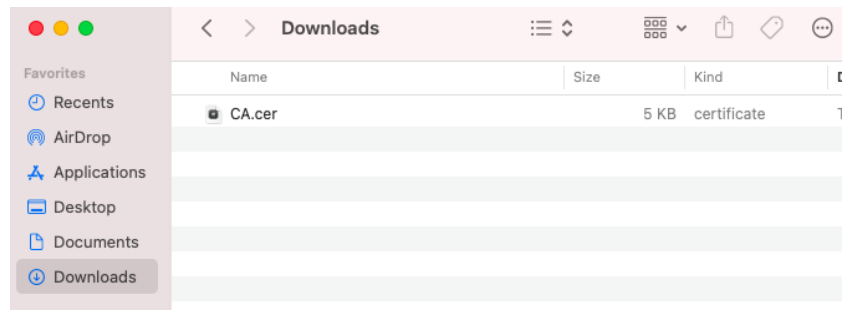 Downloads
Favorites
Recents
AirDrop
Applications
Desktop
Documents
Downloads
Name Size Kind D
CA.cer 5 KB certificate T